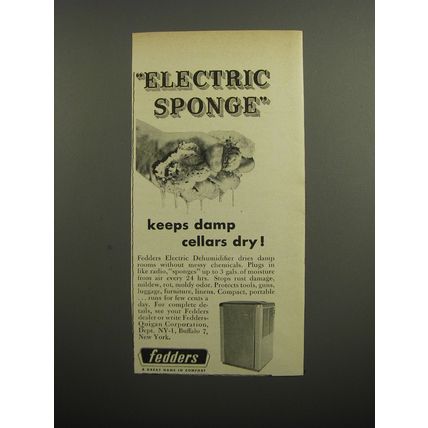 "ELECTRIC
SPONGE"
keeps damp
cellars dry!
Fedders Electric Dehumidifier dries damp
rooms without messy chemicals. Plugs in
like radio, "sponges" up to 3 gals. of moisture
from air every 24 hrs. Stops rust damage,
mildew, rot, moldy odor. Protects tools, guns,
luggage, furniture, linens. Compact, portable
... runs for few cents a
day. For complete de-
tails, see your Fedders
dealer or write Fedders-
Quigan Corporation,
Dept. NY-1, Buffalo 7,
New York.
fedders
A GREAT NAME IN COMFORT